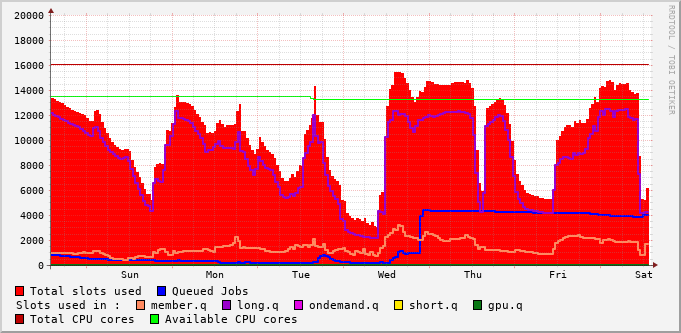 20000
18000
16000
14000
12000
10000
8000
6000
4000
2000
0
Sun Mon Tue Wed Thu Fri Sat
RRDTOOL / TOBI OETIKER
Total slots used Queued Jobs
Slots used in : member.q long.q ondemand.q short.q gpu.q
Total CPU cores Available CPU cores